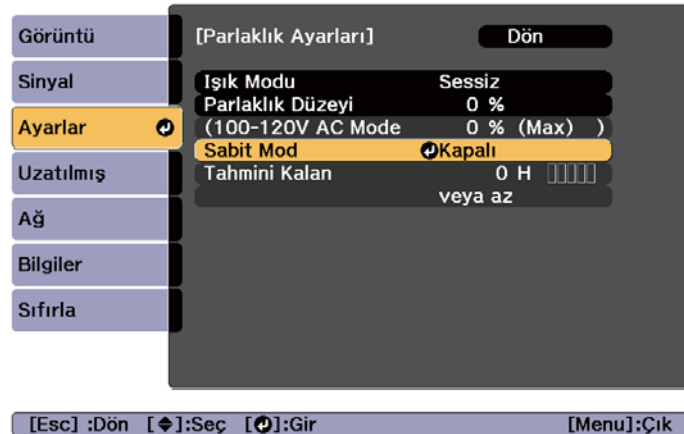 Görüntü
Sinyal
Ayarlar
Uzatılmış
Ağ
Bilgiler
Sıfırla
[Parlaklık Ayarları] Dön
Işık Modu Sessiz
Parlaklık Düzeyi 0 %
(100-120V AC Mode 0 % (Max) )
Sabit Mod Kapalı
Tahmini Kalan 0 H
veya az
[Esc] :Dön [ ]:Seç [ ]:Gir [Menu]:Çık